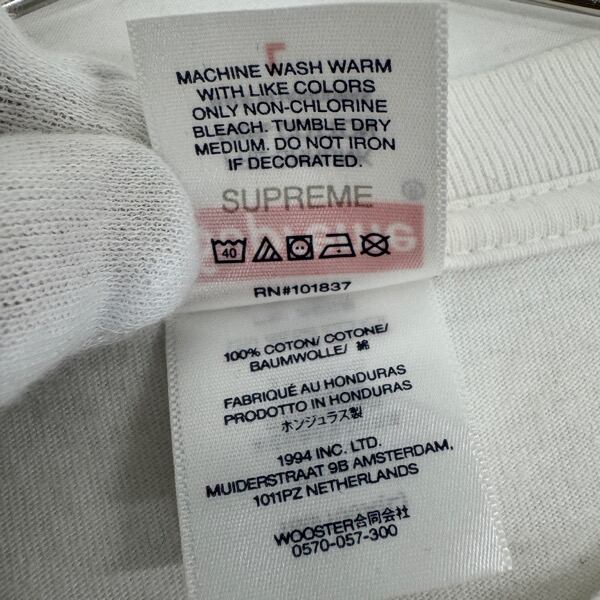 MACHINE WASH WARM
WITH LIKE COLORS
ONLY NON-CHLORINE
BLEACH. TUMBLE DRY
MEDIUM. DO NOT IRON
IF DECORATED.
SUPREME
40
RN#101837
100% COTON/ COTONE/
BAUMWOLLE/ 綿
FABRIQUÉ AU HONDURAS
PRODOTTO IN HONDURAS
ホンジュラス製
1994 INC. LTD.
MUIDERSTRAAT 9B AMSTERDAM,
1011PZ NETHERLANDS
WOOSTER合同会社
0570-057-300